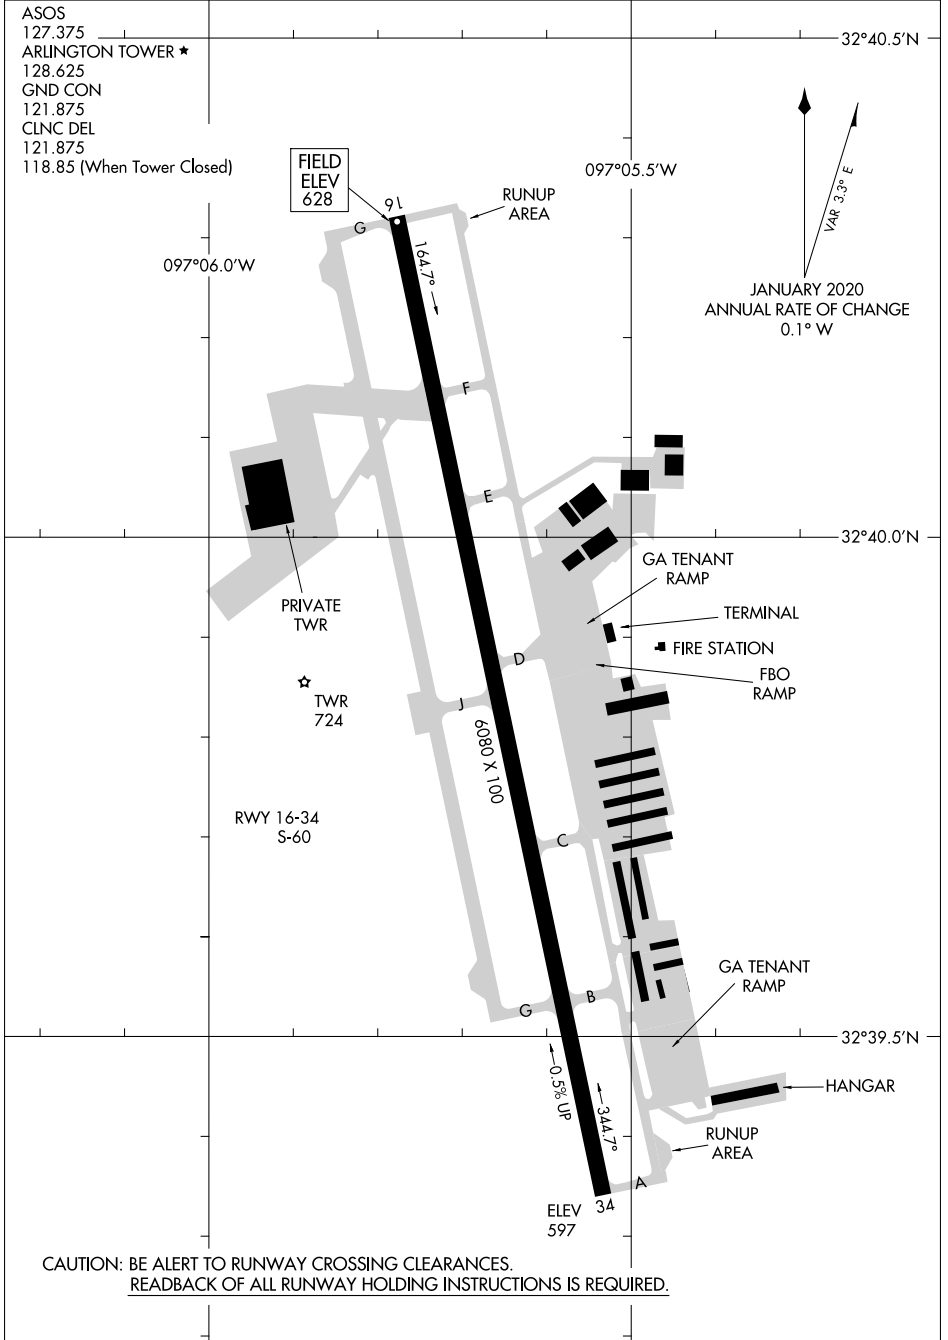 ASOS
127.375
ARLINGTON TOWER ★
128.625
GND CON
121.875
CLNC DEL
121.875
118.85 (When Tower Closed)
32°40.5'N
FIELD
ELEV
628
097°05.5'W
RUNUP
AREA
VAR 3.3° E
16
G
164.7°
097°06.0'W
JANUARY 2020
ANNUAL RATE OF CHANGE
0.1° W
F
E
32°40.0'N
GA TENANT
RAMP
PRIVATE
TWR
TERMINAL
FIRE STATION
D
FBO
RAMP
TWR
724
J
6080 X 100
RWY 16-34
S-60
C
GA TENANT
RAMP
B
G
32°39.5'N
0.5% UP
344.7°
HANGAR
RUNUP
AREA
A
34
ELEV
597
CAUTION: BE ALERT TO RUNWAY CROSSING CLEARANCES.
READBACK OF ALL RUNWAY HOLDING INSTRUCTIONS IS REQUIRED.